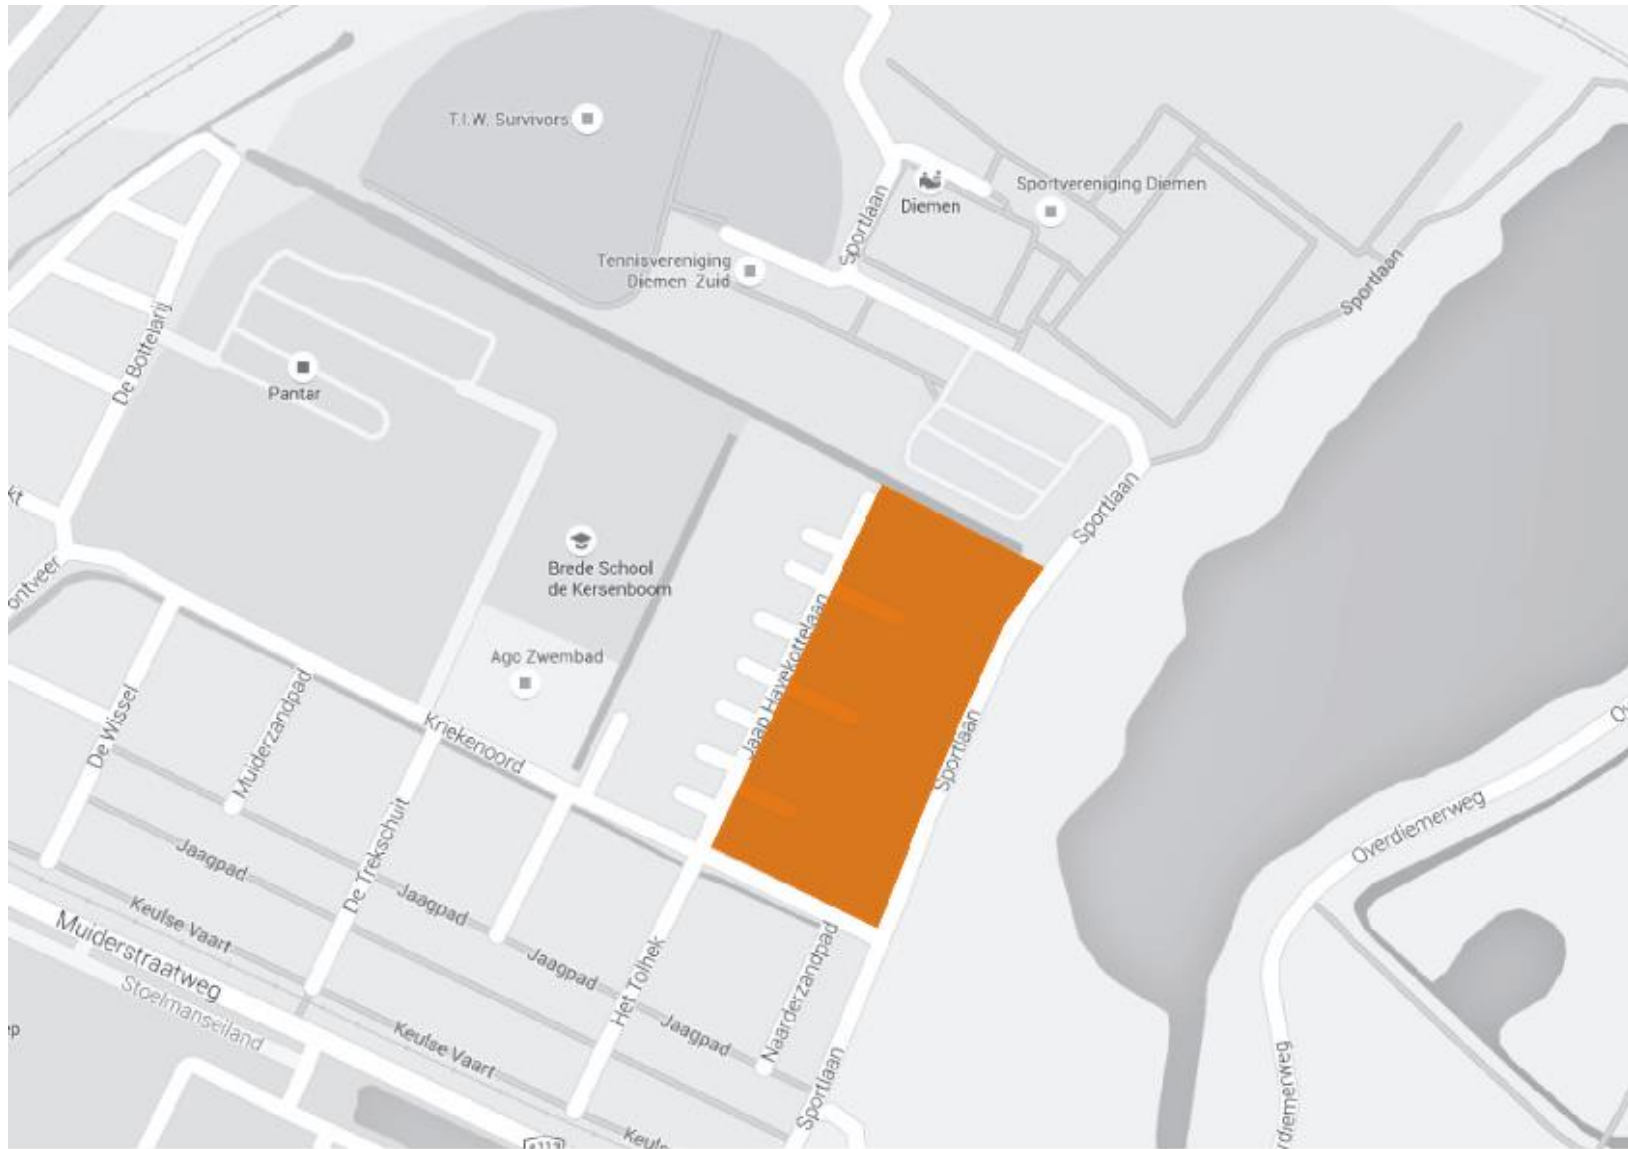 T.I.W. Survivors
Sportvereniging Diemen
Diemen
Sportlaan
Tennisvereniging
Diemen Zuid
Sportlaan
De Bottelarij
Pantar
Sportlaan
Brede School
de Kersenboom
Ago Zwembad
Jaap Havekottelaan
De Wissel
Muiderzandpad
Kriekenoord
Sportlaan
Overdiemerweg
De Trekschuit
Jaagpad
Jaagpad
Keulse Vaart
Muiderstraatweg
Stoelmanseiland
Jaagpad
Het Tolhek
Jaagpad
Naarderzandpad
Keulse Vaart
Sportlaan